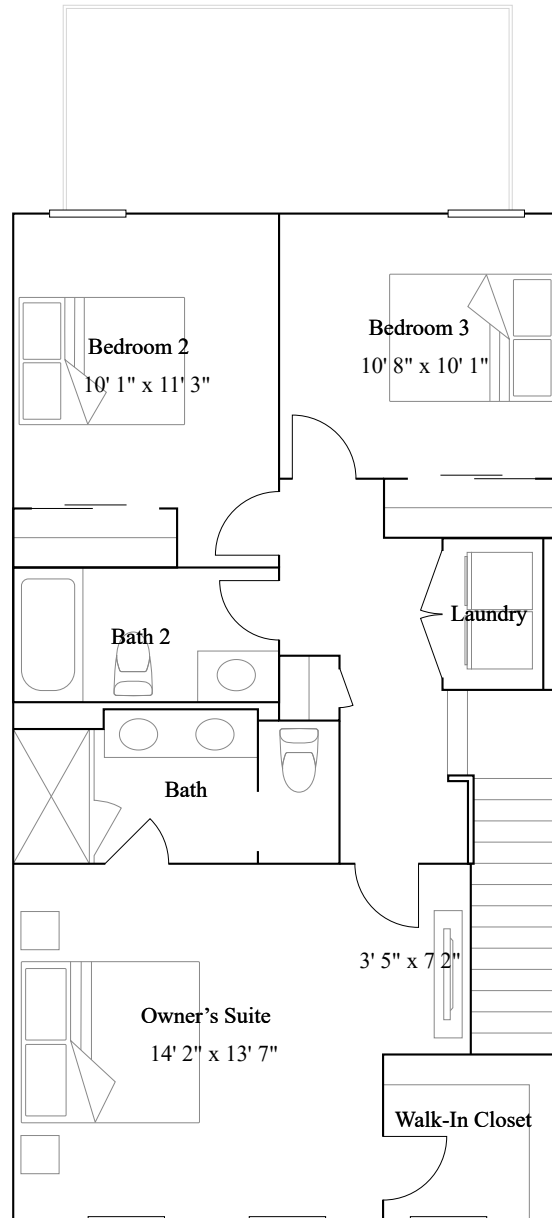 Bedroom 3
10' 8" x 10' 1"
Bedroom 2
10' 1" x 11' 3"
Laundry
Bath 2
Bath
3' 5" x 7 2"
Owner’s Suite
14' 2" x 13' 7"
Walk-In Closet